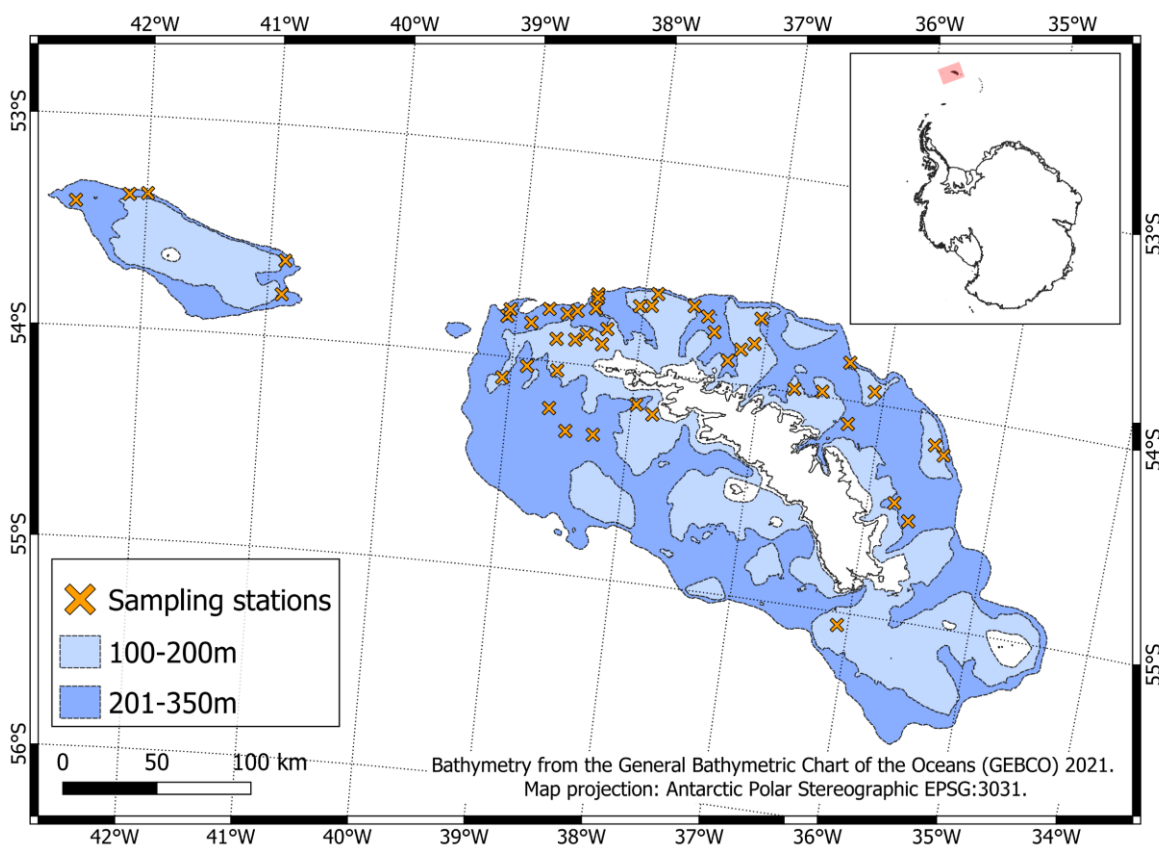 42°W 41°W 40°W 39°W 38°W 37°W 36°W 35°W
53°S
53°S
54°S
54°S
55°S
55°S
56°S
Sampling stations
100-200m
201-350m
0 50 100 km
Bathymetry from the General Bathymetric Chart of the Oceans (GEBCO) 2021.
Map projection: Antarctic Polar Stereographic EPSG:3031.
42°W 41°W 40°W 39°W 38°W 37°W 36°W 35°W 34°W